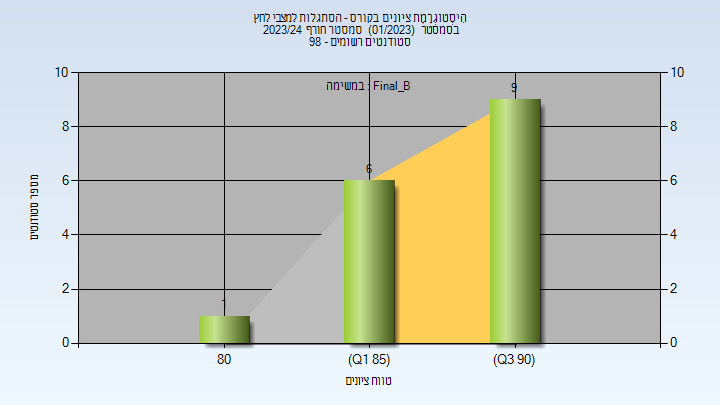 היסטוגרמת ציונים בקורס - הסתגלות למצבי לחץ
בסמסטר (01/2023) סמסטר חורף 2023/24
סטודנטים רשומים - 98
במשימה : Final_B
10 10
8 8
6 6
4 4
2 2
0 0
1
6
9
מספר סטודנטים
80 (Q1 85) (Q3 90)
טווח ציונים